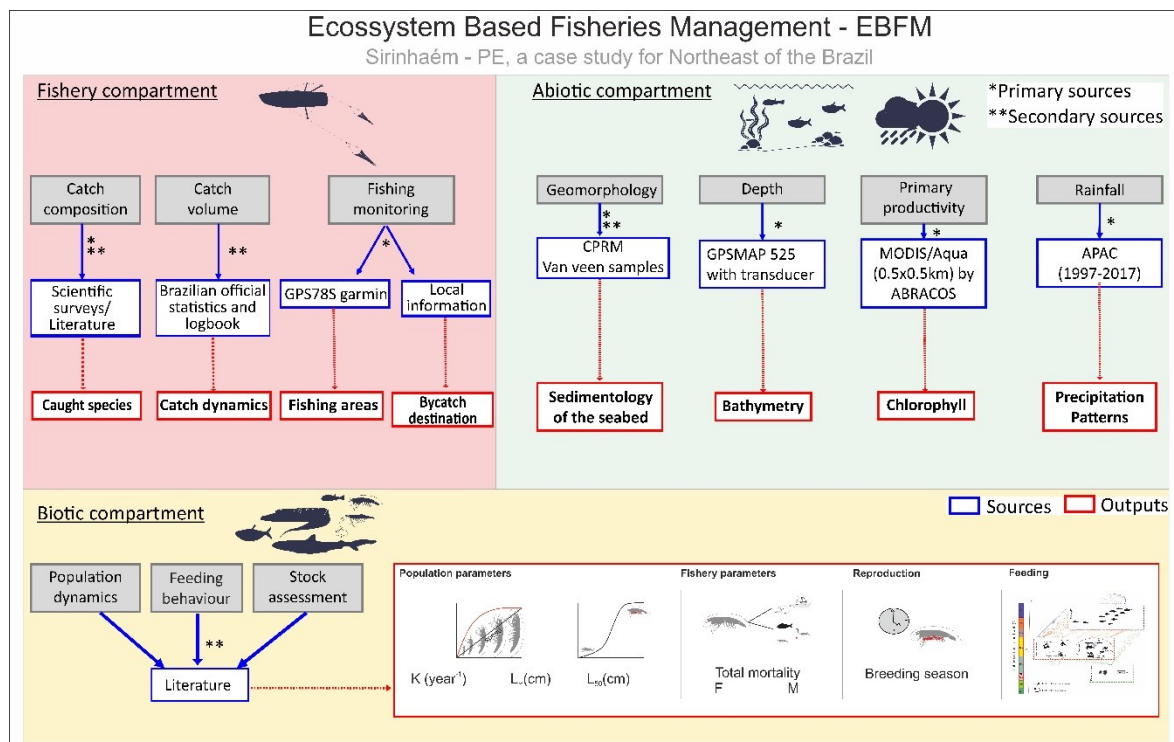 Ecossystem Based Fisheries Management - EBFM
Sirinhaém - PE, a case study for Northeast of the Brazil
Fishery compartment
Catch
composition
Catch
volume
Fishing
monitoring
*
**
**
*
Scientific
surveys/
Literature
Brazilian official
statistics and
logbook
GPS78S garmin
Local
information
Caught species
Catch dynamics
Fishing areas
Bycatch
destination
Abiotic compartment
*Primary sources
**Secondary sources
Geomorphology
Depth
Primary
productivity
Rainfall
*
**
*
*
*
CPRM
Van veen samples
GPSMAP 525
with transducer
MODIS/Aqua
(0.5x0.5km) by
ABRACOS
APAC
(1997-2017)
Sedimentology
of the seabed
Bathymetry
Chlorophyll
Precipitation
Patterns
Biotic compartment
Sources
Outputs
Population
dynamics
Feeding
behaviour
Stock
assessment
**
Literature
Population parameters
K (year⁻¹)
L∞(cm)
L₅₀(cm)
Fishery parameters
Total mortality
F M
Reproduction
Breeding season
Feeding